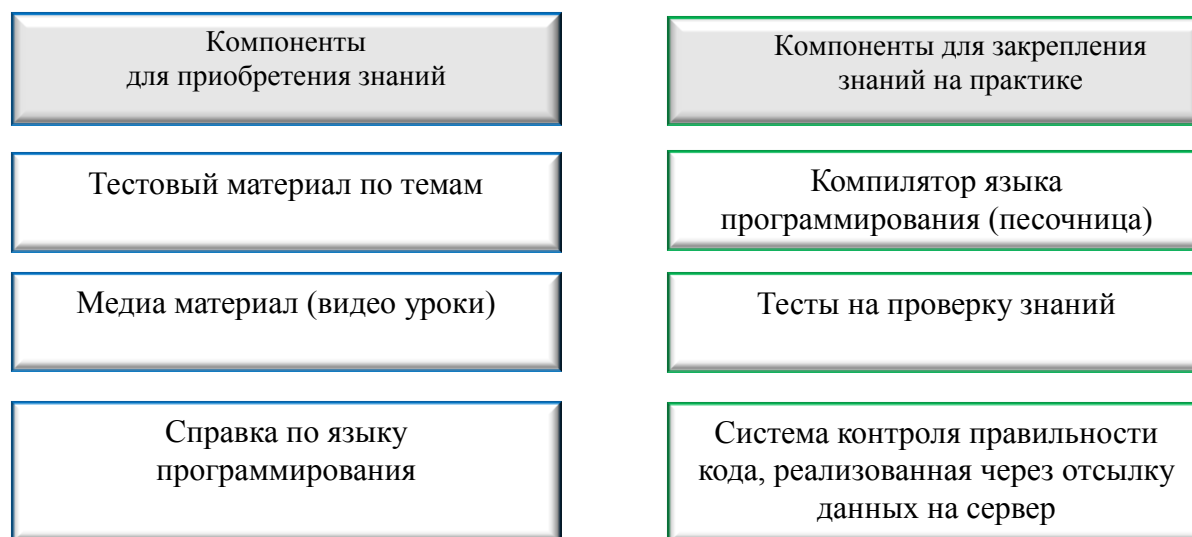 Компоненты
для приобретения знаний
Тестовый материал по темам
Медиа материал (видео уроки)
Справка по языку
программирования
Компоненты для закрепления
знаний на практике
Компилятор языка
программирования (песочница)
Тесты на проверку знаний
Система контроля правильности
кода, реализованная через отсылку
данных на сервер